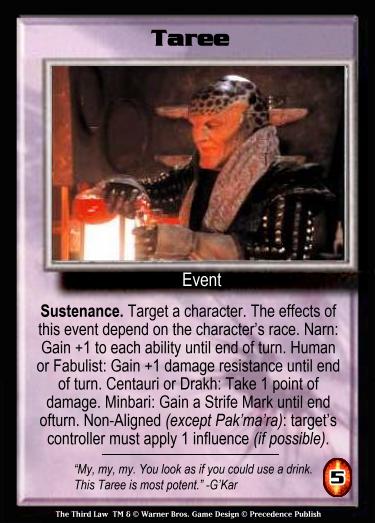 Taree
Event
Sustenance. Target a character. The effects of
this event depend on the character's race. Narn:
Gain +1 to each ability until end of turn. Human
or Fabulist: Gain +1 damage resistance until end
of turn. Centauri or Drakh: Take 1 point of
damage. Minbari: Gain a Strife Mark until end
ofturn. Non-Aligned (except Pak'ma'ra): target's
controller must apply 1 influence (if possible).
"My, my, my. You look as if you could use a drink.
This Taree is most potent." -G'Kar
5
The Third Law TM & © Warner Bros. Game Design © Precedence Publish